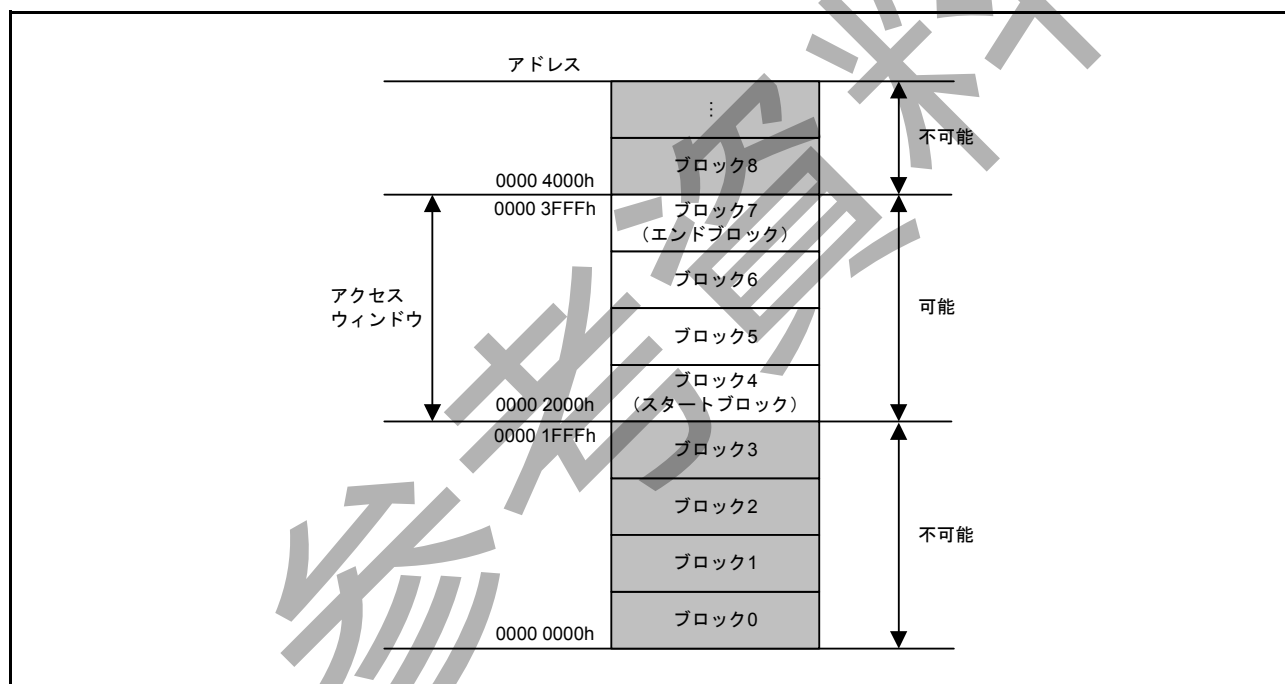 アドレス
⋮
不可能
ブロック8
0000 4000h
0000 3FFFh
ブロック7
（エンドブロック）
ブロック6
アクセス
ウィンドウ
可能
ブロック5
ブロック4
（スタートブロック）
0000 2000h
0000 1FFFh
ブロック3
ブロック2
不可能
ブロック1
ブロック0
0000 0000h
参考資料